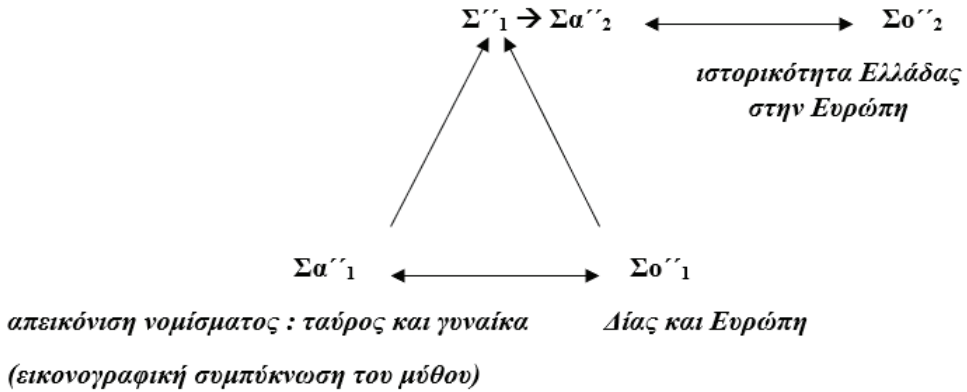 Σ´´₁ → Σα´´₂ ⟷ Σο´´₂
ιστορικότητα Ελλάδας
στην Ευρώπη
Σα´´₁ ⟷ Σο´´₁
απεικόνιση νομίσματος : ταύρος και γυναίκα Δίας και Ευρώπη
(εικονογραφική συμπύκνωση του μύθου)